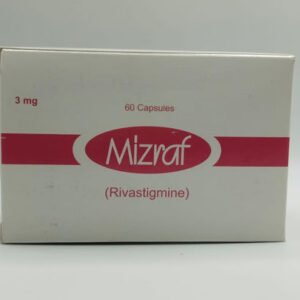 3 mg
60 Capsules
Mizraf
(Rivastigmine)